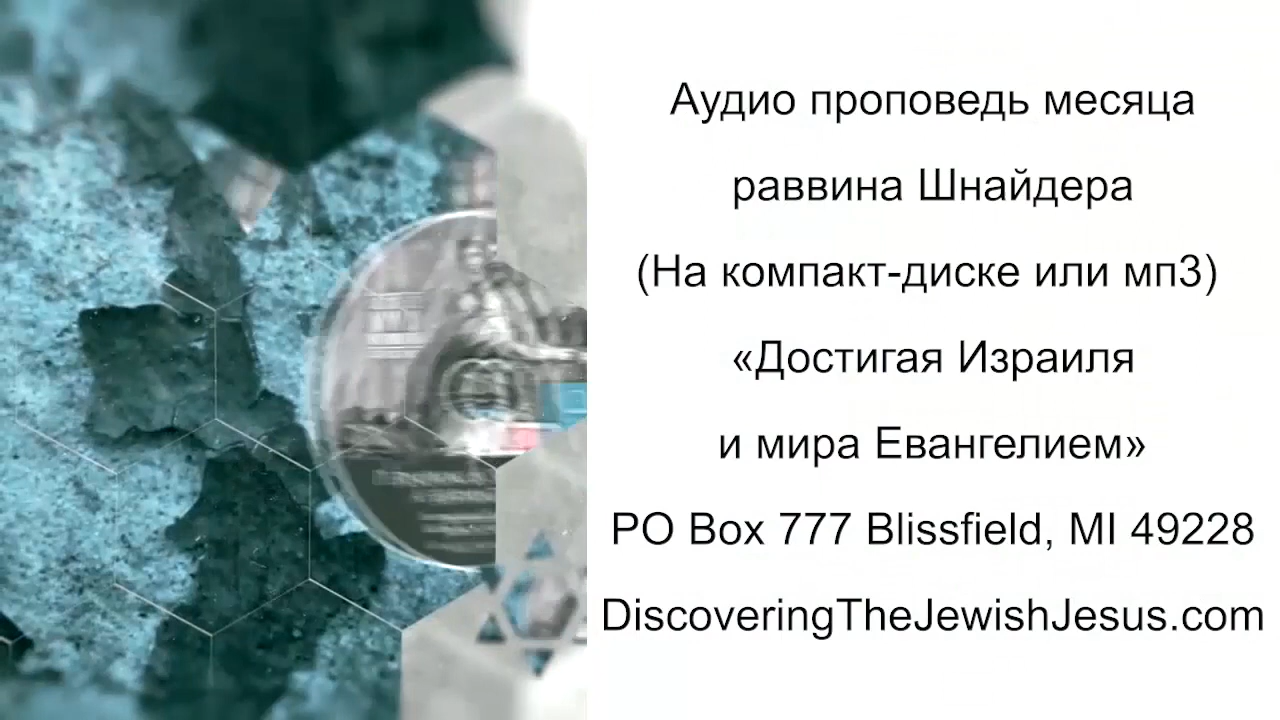 Аудио проповедь месяца
раввина Шнайдера
(На компакт-диске или мп3)
«Достигая Израиля
и мира Евангелием»
PO Box 777 Blissfield, MI 49228
DiscoveringTheJewishJesus.com